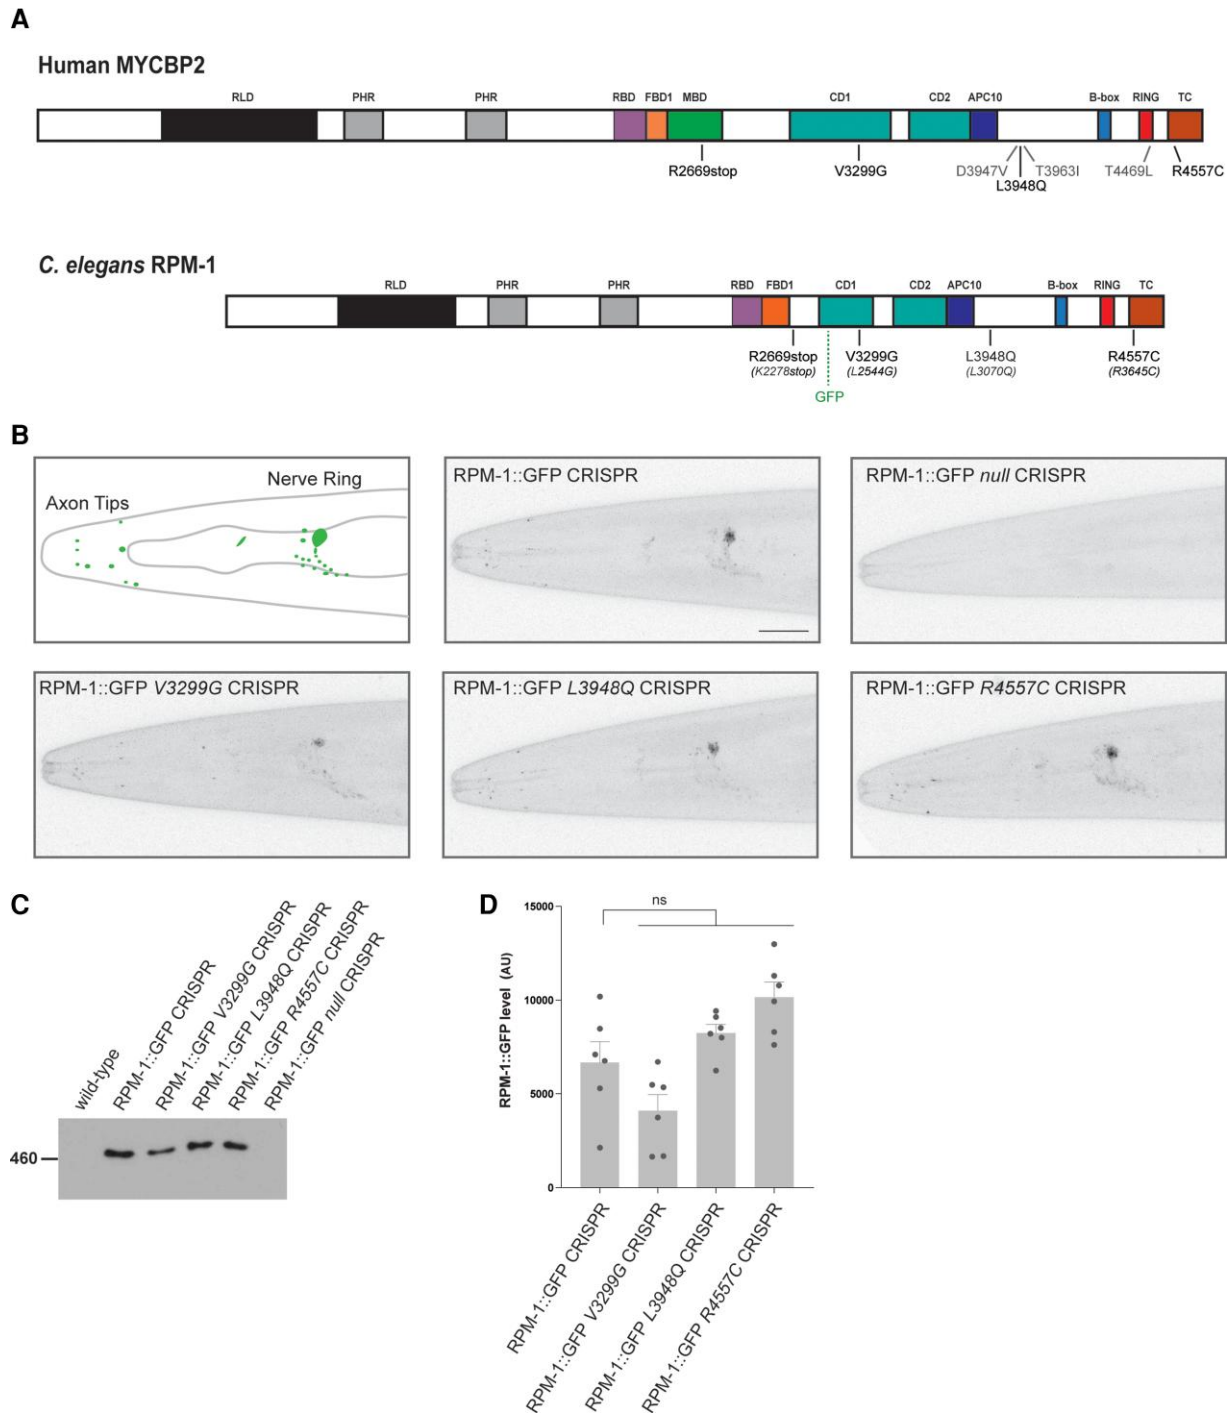 A
Human MYCBP2
RLD PHR PHR RBD FBD1 MBD CD1 CD2 APC10 B-box RING TC
R2669stop V3299G D3947V T3963I T4469L R4557C
L3948Q
C. elegans RPM-1
RLD PHR PHR RBD FBD1 CD1 CD2 APC10 B-box RING TC
R2669stop V3299G L3948Q R4557C
(K2278stop) (L2544G) (L3070Q) (R3645C)
GFP
B
Axon Tips
Nerve Ring
RPM-1::GFP CRISPR
RPM-1::GFP null CRISPR
RPM-1::GFP V3299G CRISPR
RPM-1::GFP L3948Q CRISPR
RPM-1::GFP R4557C CRISPR
C
wild-type
RPM-1::GFP CRISPR
RPM-1::GFP V3299G CRISPR
RPM-1::GFP L3948Q CRISPR
RPM-1::GFP R4557C CRISPR
RPM-1::GFP null CRISPR
460
D
ns
RPM-1::GFP level (AU)
15000
10000
5000
0
RPM-1::GFP CRISPR
RPM-1::GFP V3299G CRISPR
RPM-1::GFP L3948Q CRISPR
RPM-1::GFP R4557C CRISPR